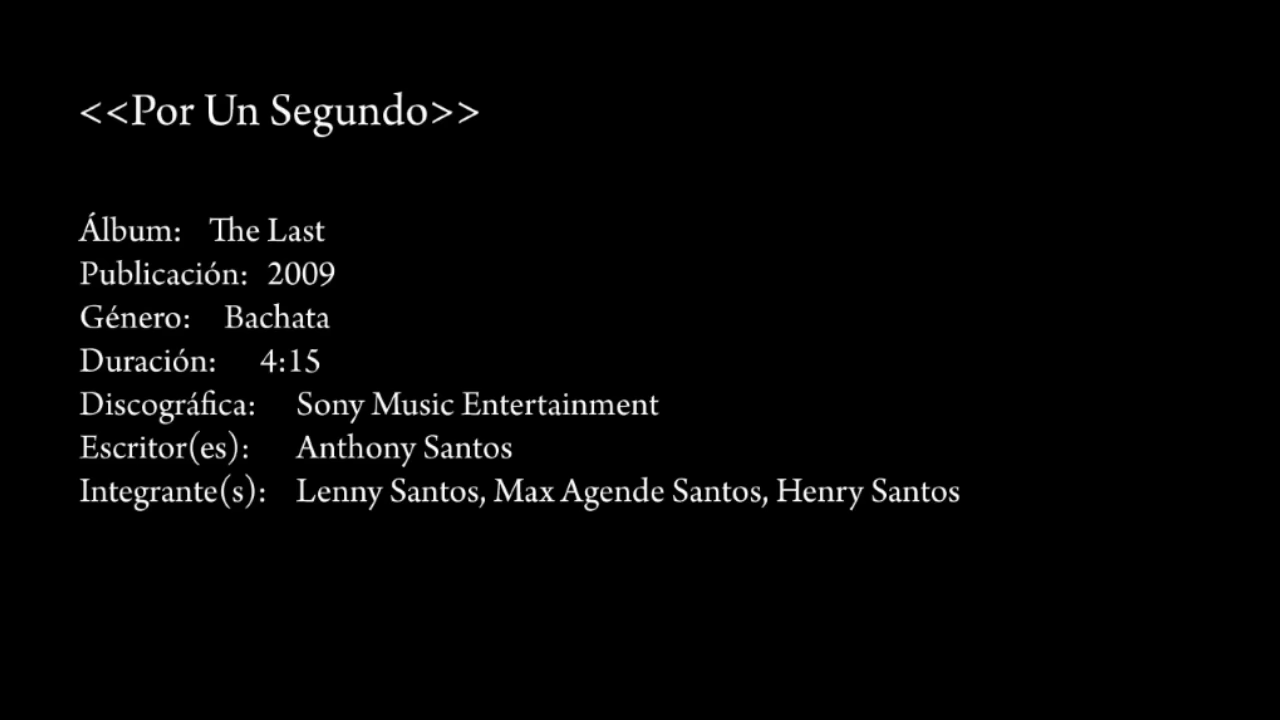 <<Por Un Segundo>>
Álbum: The Last
Publicación: 2009
Género: Bachata
Duración: 4:15
Discográfica: Sony Music Entertainment
Escritor(es): Anthony Santos
Integrante(s): Lenny Santos, Max Agende Santos, Henry Santos